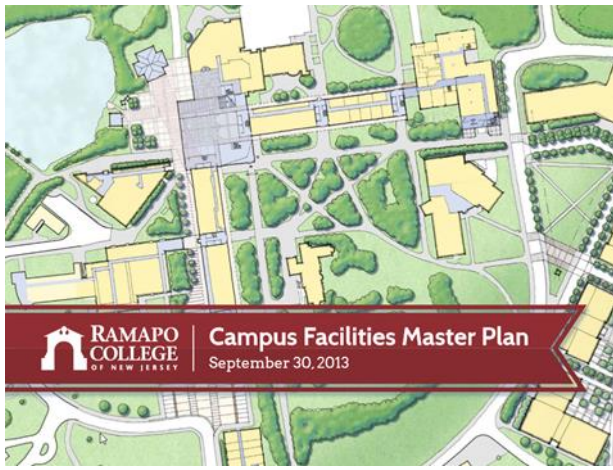 RAMAPO
COLLEGE
OF NEW JERSEY
Campus Facilities Master Plan
September 30, 2013